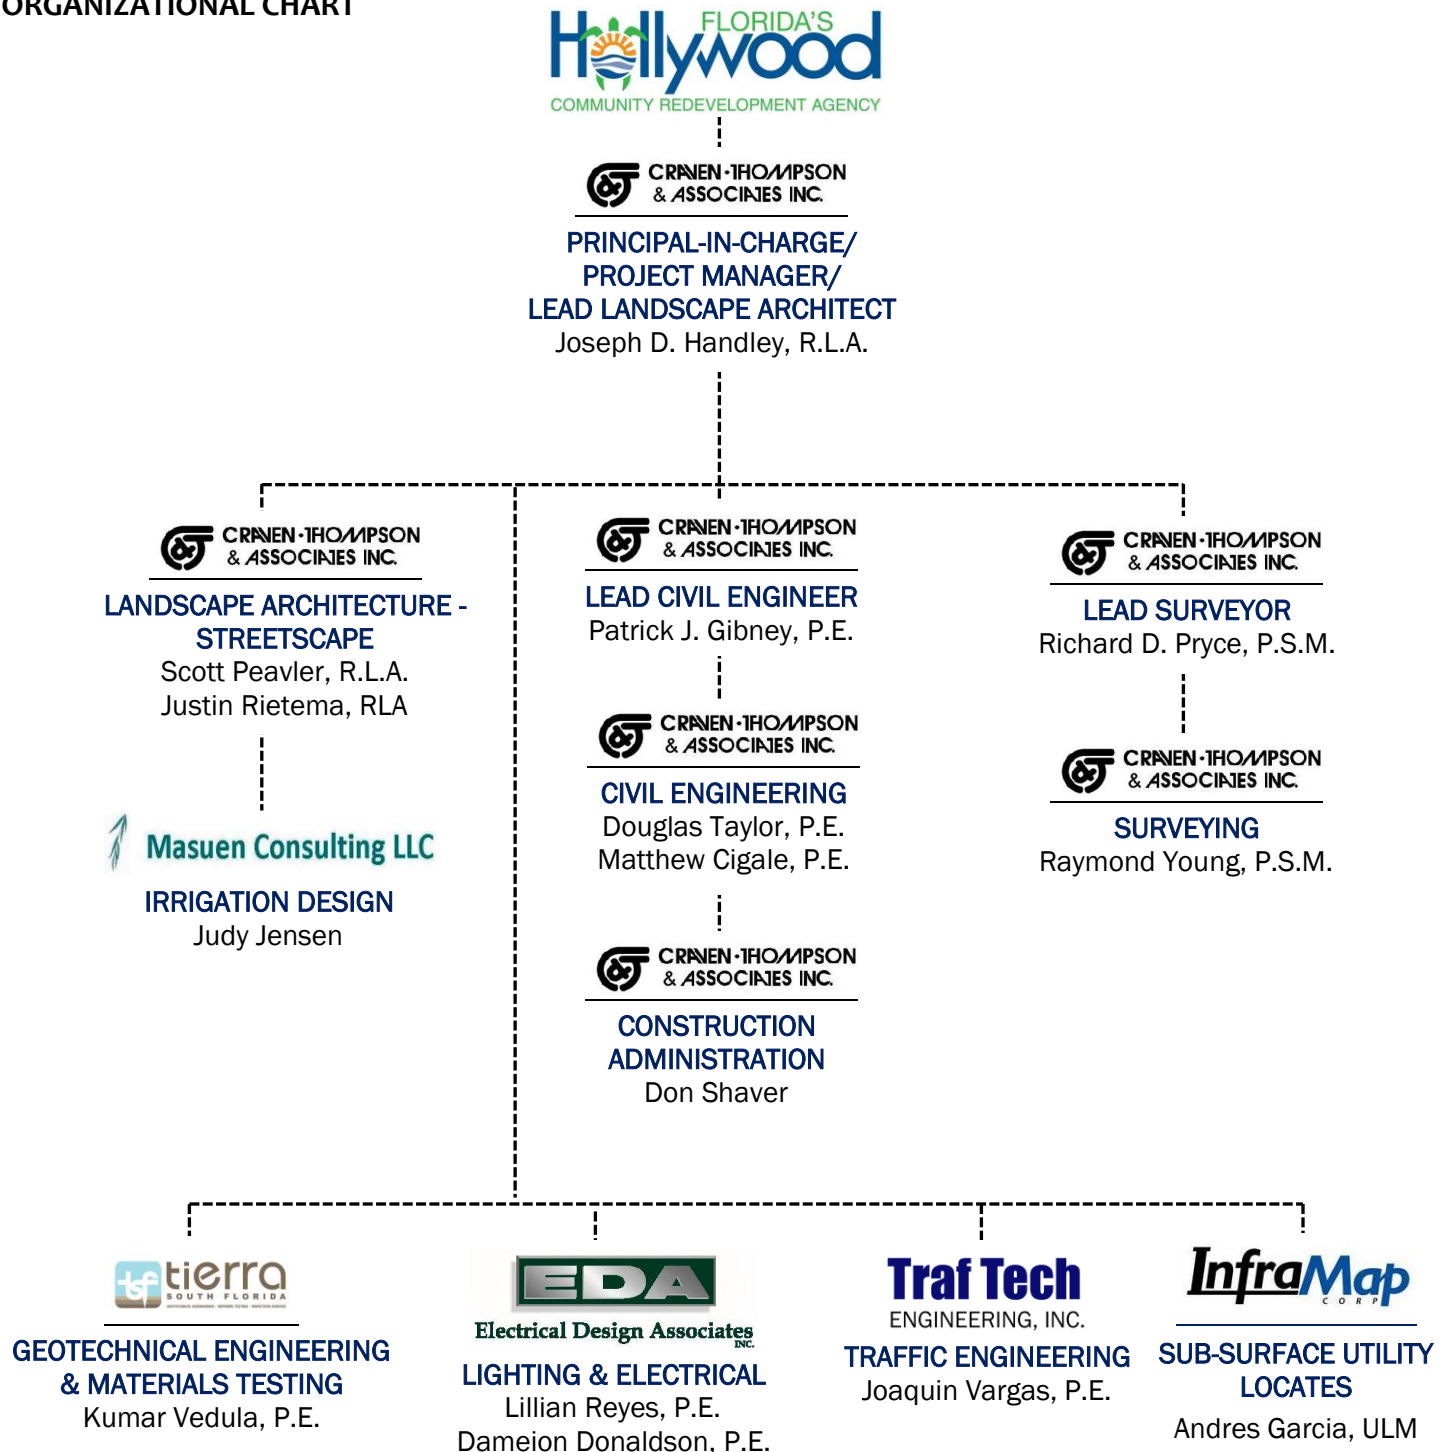 ORGANIZATIONAL CHART
FLORIDA'S
Hollywood
COMMUNITY REDEVELOPMENT AGENCY
CRAVEN·THOMPSON
& ASSOCIATES INC.
PRINCIPAL-IN-CHARGE/
PROJECT MANAGER/
LEAD LANDSCAPE ARCHITECT
Joseph D. Handley, R.L.A.
CRAVEN·THOMPSON
& ASSOCIATES INC.
LANDSCAPE ARCHITECTURE -
STREETSCAPE
Scott Peavler, R.L.A.
Justin Rietema, RLA
Masuen Consulting LLC
IRRIGATION DESIGN
Judy Jensen
CRAVEN·THOMPSON
& ASSOCIATES INC.
LEAD CIVIL ENGINEER
Patrick J. Gibney, P.E.
CRAVEN·THOMPSON
& ASSOCIATES INC.
CIVIL ENGINEERING
Douglas Taylor, P.E.
Matthew Cigale, P.E.
CRAVEN·THOMPSON
& ASSOCIATES INC.
CONSTRUCTION
ADMINISTRATION
Don Shaver
CRAVEN·THOMPSON
& ASSOCIATES INC.
LEAD SURVEYOR
Richard D. Pryce, P.S.M.
CRAVEN·THOMPSON
& ASSOCIATES INC.
SURVEYING
Raymond Young, P.S.M.
tsf tierra
SOUTH FLORIDA
GEOTECHNICAL ENGINEERING
& MATERIALS TESTING
Kumar Vedula, P.E.
EDA
Electrical Design Associates
INC.
LIGHTING & ELECTRICAL
Lillian Reyes, P.E.
Dameion Donaldson, P.E.
Traf Tech
ENGINEERING, INC.
TRAFFIC ENGINEERING
Joaquin Vargas, P.E.
InfraMap
CORP
SUB-SURFACE UTILITY
LOCATES
Andres Garcia, ULM